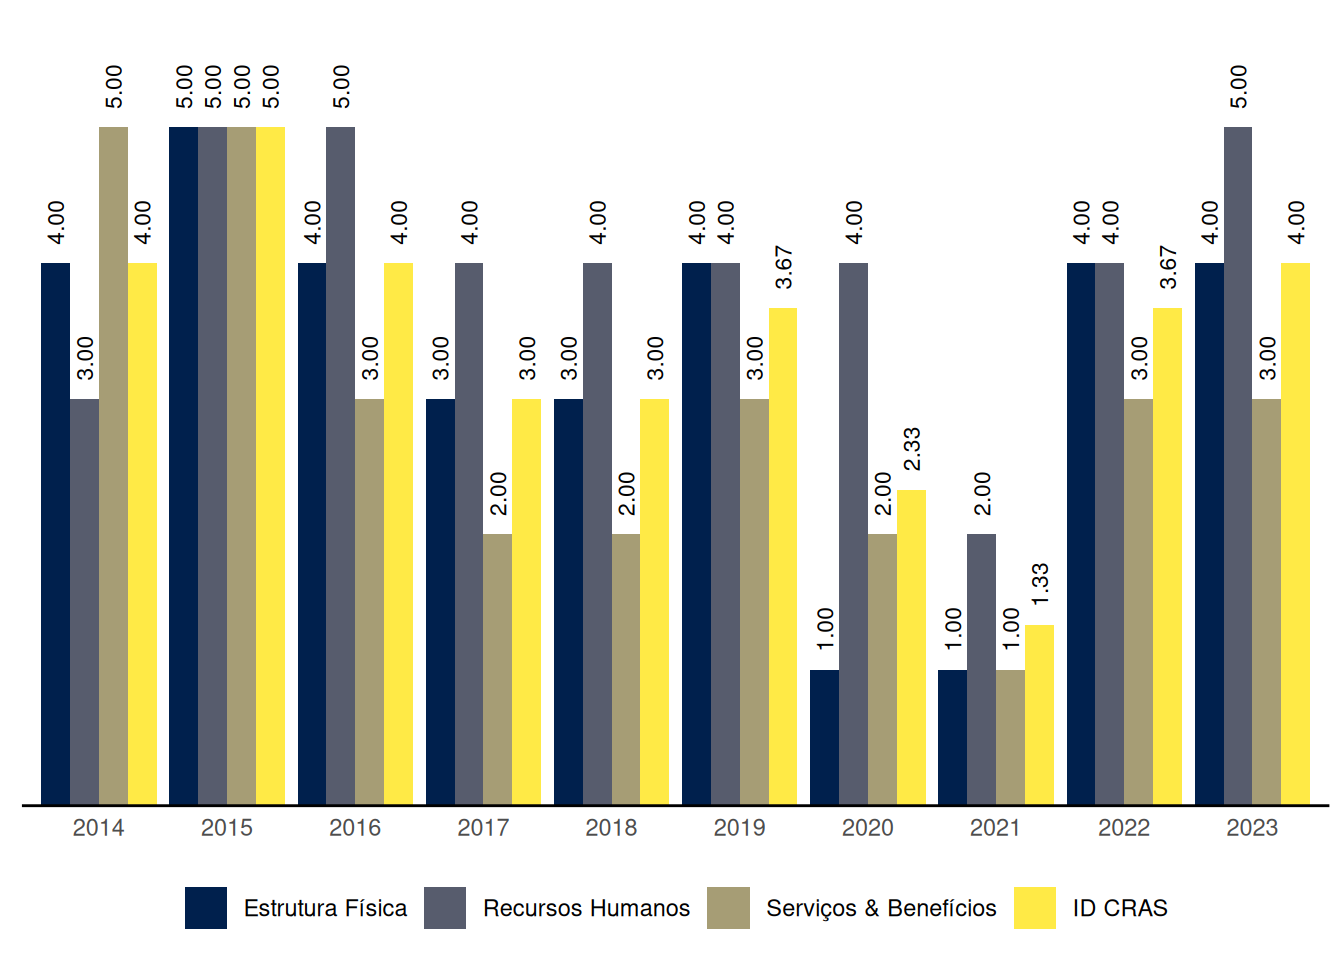 5.00 5.00 5.00 5.00 5.00 5.00 5.00
4.00 4.00 4.00 4.00 4.00 4.00 4.00 4.00 4.00 4.00 4.00 4.00 4.00
3.67 3.67
3.00 3.00 3.00 3.00 3.00 3.00 3.00 3.00 3.00
2.33
2.00 2.00 2.00 2.00
1.33
1.00 1.00 1.00
2014 2015 2016 2017 2018 2019 2020 2021 2022 2023
Estrutura Física Recursos Humanos Serviços & Benefícios ID CRAS